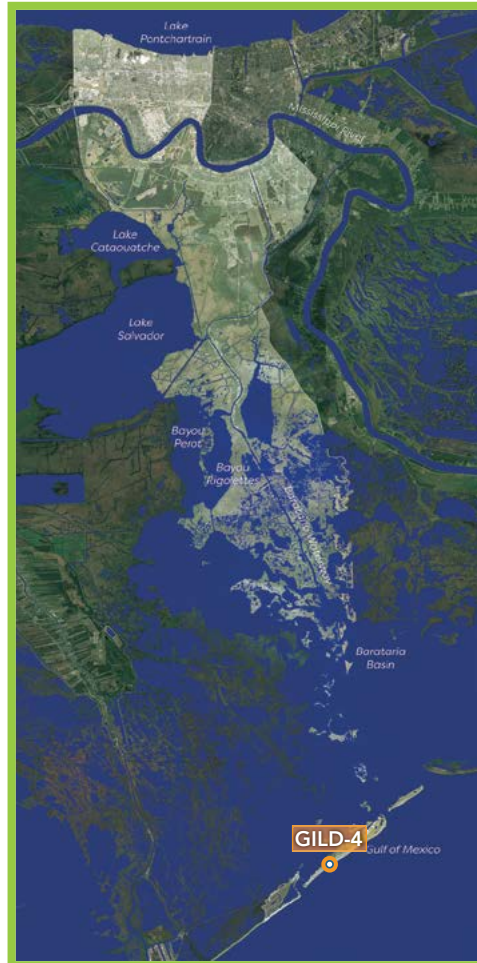 Lake
Pontchartrain
Mississippi River
Lake
Cataouatche
Lake
Salvador
Bayou
Perot
Bayou
Rigolettes
Barataria Waterway
Barataria
Basin
GILD-4
Gulf of Mexico